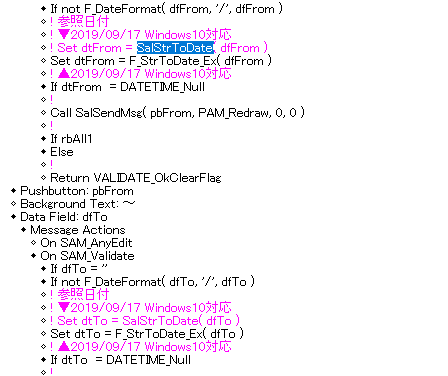 If not F_DateFormat( dfFrom, '/', dfFrom )
! 参照日付
! ▼2019/09/17 Windows10対応
! Set dtFrom = SalStrToDate( dfFrom )
Set dtFrom = F_StrToDate_Ex( dfFrom )
! ▲2019/09/17 Windows10対応
If dtFrom = DATETIME_Null
!
Call SalSendMsg( pbFrom, PAM_Redraw, 0, 0 )
!
If rbAll1
Else
!
Return VALIDATE_OkClearFlag
Pushbutton: pbFrom
Background Text: ～
Data Field: dfTo
Message Actions
On SAM_AnyEdit
On SAM_Validate
If dfTo = ''
If not F_DateFormat( dfTo, '/', dfTo )
! 参照日付
! ▼2019/09/17 Windows10対応
! Set dtTo = SalStrToDate( dfTo )
Set dtTo = F_StrToDate_Ex( dfTo )
! ▲2019/09/17 Windows10対応
If dtTo = DATETIME_Null
!